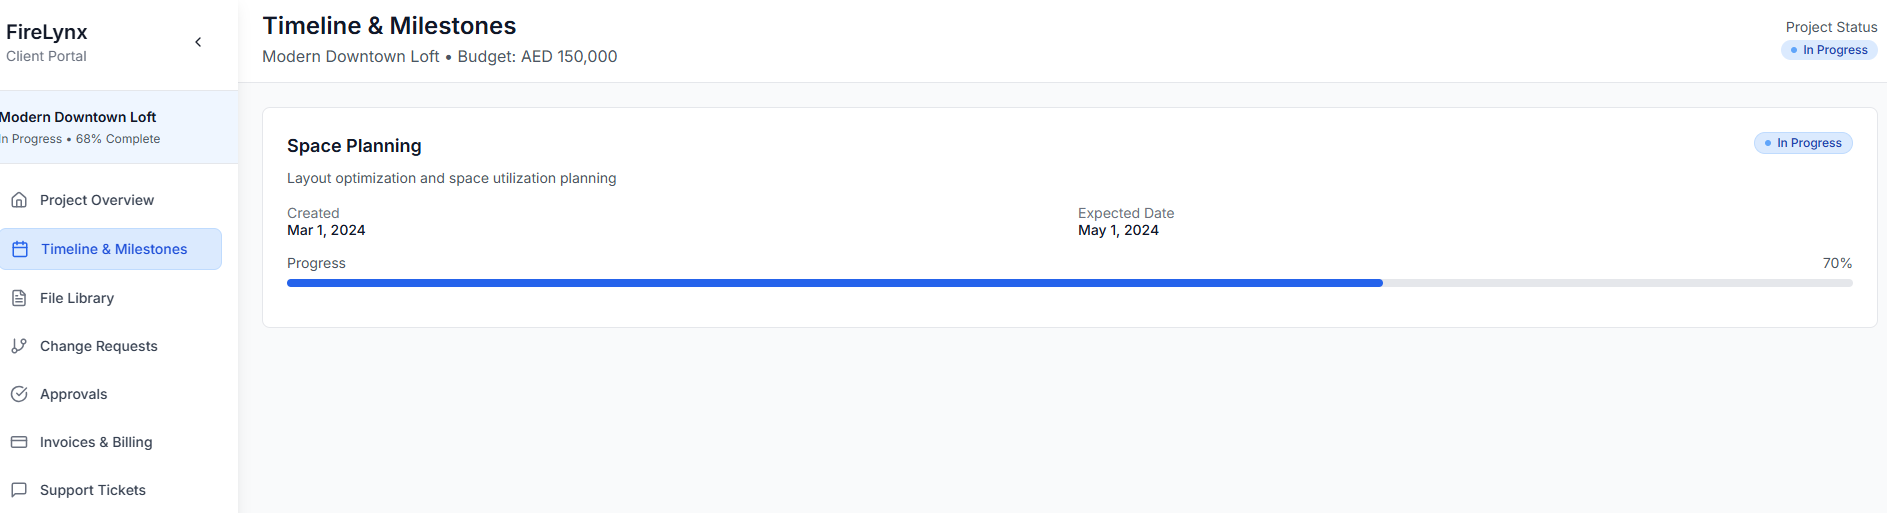 FireLynx
Client Portal
Modern Downtown Loft
In Progress • 68% Complete
Project Overview
Timeline & Milestones
File Library
Change Requests
Approvals
Invoices & Billing
Support Tickets
Timeline & Milestones
Modern Downtown Loft • Budget: AED 150,000
Project Status
In Progress
Space Planning
In Progress
Layout optimization and space utilization planning
Created
Mar 1, 2024
Expected Date
May 1, 2024
Progress
70%